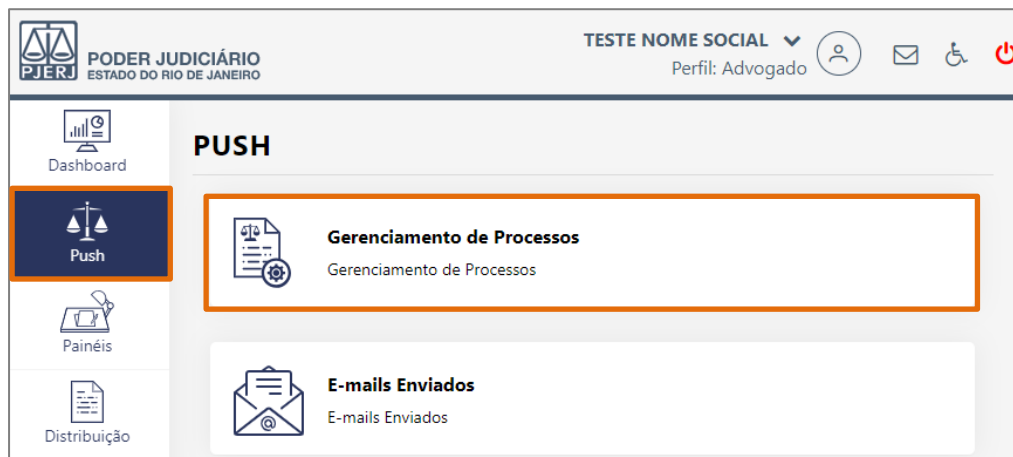 PJERJ
PODER JUDICIÁRIO
ESTADO DO RIO DE JANEIRO
TESTE NOME SOCIAL
Perfil: Advogado
Dashboard
Push
Painéis
Distribuição
PUSH
Gerenciamento de Processos
Gerenciamento de Processos
E-mails Enviados
E-mails Enviados